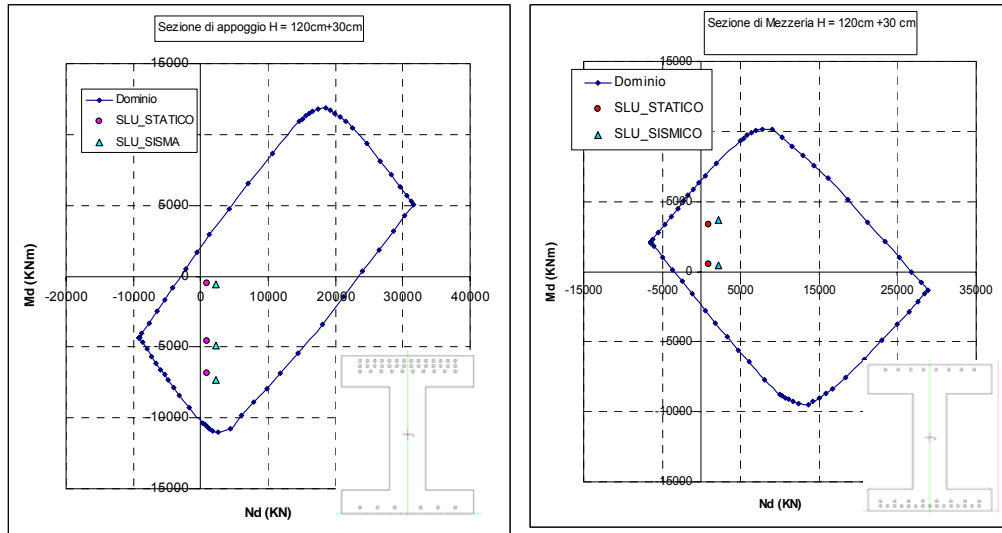 Sezione di appoggio H = 120cm+30cm
15000
5000
0
-5000
-10000
-15000
-20000
-10000
0
10000
20000
30000
40000
Md (KNm)
Nd (KN)
Dominio
SLU_STATICO
SLU_SISMA
Sezione di Mezzeria H = 120cm +30 cm
15000
5000
0
-5000
-10000
-15000
-15000
-5000
5000
15000
25000
35000
Md (KNm)
Nd (KN)
Dominio
SLU_STATICO
SLU_SISMICO